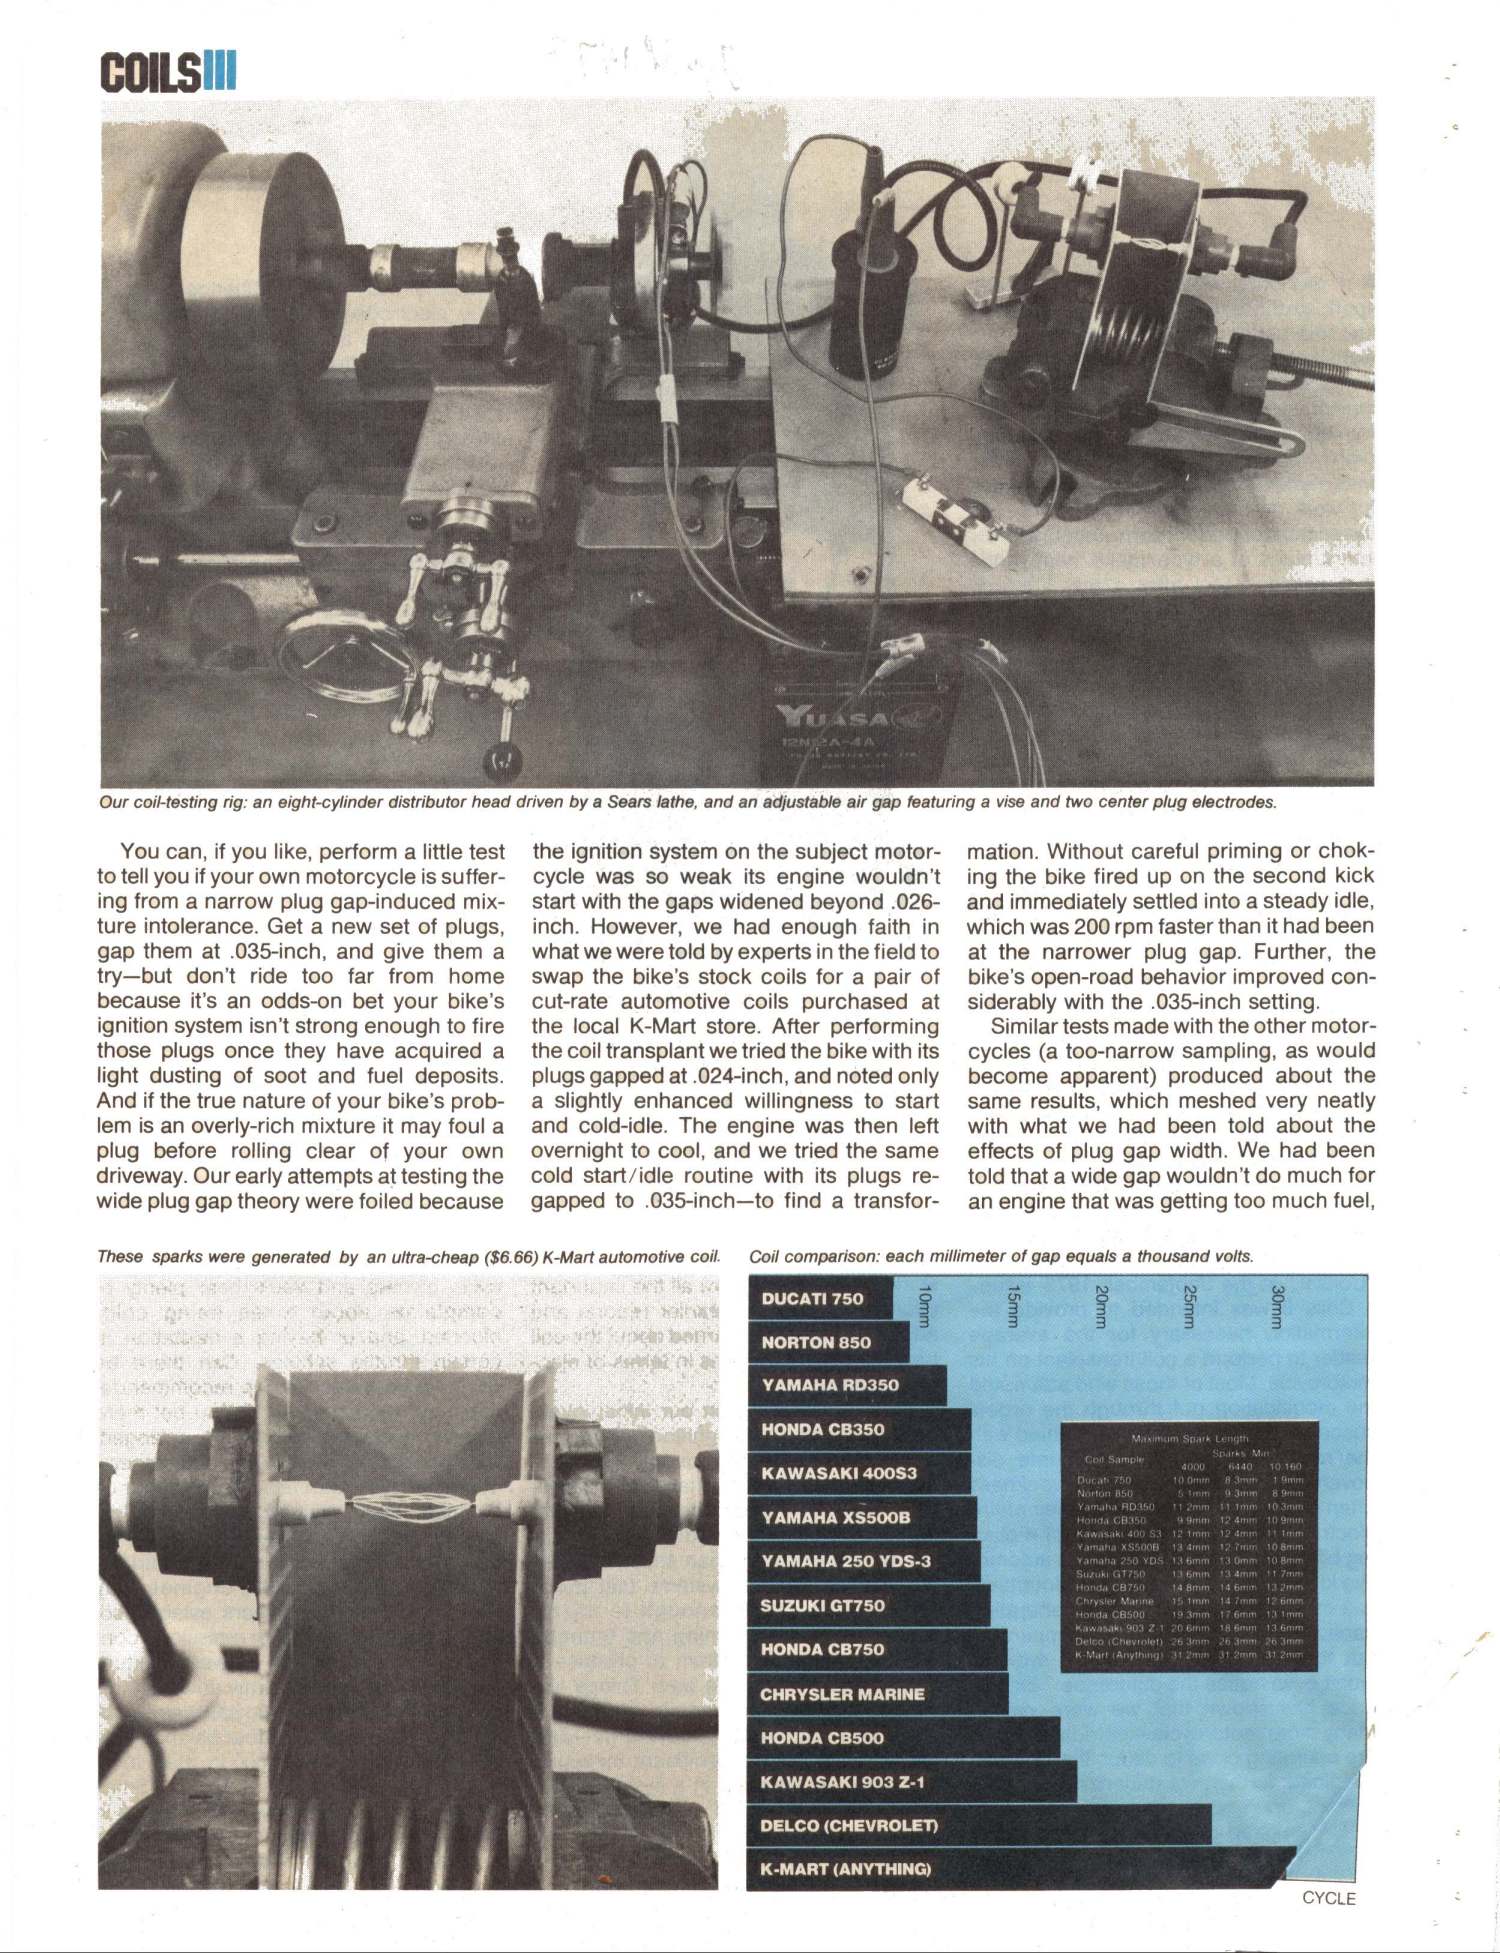 COILS
YUASA
12N12A-4A
Our coil-testing rig: an eight-cylinder distributor head driven by a Sears lathe, and an adjustable air gap featuring a vise and two center plug electrodes.
You can, if you like, perform a little test
to tell you if your own motorcycle is suffer-
ing from a narrow plug gap-induced mix-
ture intolerance. Get a new set of plugs,
gap them at .035-inch, and give them a
try—but don't ride too far from home
because it's an odds-on bet your bike's
ignition system isn't strong enough to fire
those plugs once they have acquired a
light dusting of soot and fuel deposits.
And if the true nature of your bike's prob-
lem is an overly-rich mixture it may foul a
plug before rolling clear of your own
driveway. Our early attempts at testing the
wide plug gap theory were foiled because
the ignition system on the subject motor-
cycle was so weak its engine wouldn't
start with the gaps widened beyond .026-
inch. However, we had enough faith in
what we were told by experts in the field to
swap the bike's stock coils for a pair of
cut-rate automotive coils purchased at
the local K-Mart store. After performing
the coil transplant we tried the bike with its
plugs gapped at .024-inch, and noted only
a slightly enhanced willingness to start
and cold-idle. The engine was then left
overnight to cool, and we tried the same
cold start/idle routine with its plugs re-
gapped to .035-inch—to find a transfor-
mation. Without careful priming or chok-
ing the bike fired up on the second kick
and immediately settled into a steady idle,
which was 200 rpm faster than it had been
at the narrower plug gap. Further, the
bike's open-road behavior improved con-
siderably with the .035-inch setting.
Similar tests made with the other motor-
cycles (a too-narrow sampling, as would
become apparent) produced about the
same results, which meshed very neatly
with what we had been told about the
effects of plug gap width. We had been
told that a wide gap wouldn't do much for
an engine that was getting too much fuel,
These sparks were generated by an ultra-cheap ($6.66) K-Mart automotive coil.
Coil comparison: each millimeter of gap equals a thousand volts.
10mm
15mm
20mm
25mm
30mm
DUCATI 750
NORTON 850
YAMAHA RD350
HONDA CB350
KAWASAKI 400S3
YAMAHA XS500B
YAMAHA 250 YDS-3
SUZUKI GT750
HONDA CB750
CHRYSLER MARINE
HONDA CB500
KAWASAKI 903 Z-1
DELCO (CHEVROLET)
K-MART (ANYTHING)
Maximum Spark Length
Sparks Min.
Coil Sample 4000 6440 10,160
Ducati 750 10.0mm 8.3mm 1.9mm
Norton 850 5.1mm 9.3mm 8.9mm
Yamaha RD350 11.2mm 11.1mm 10.3mm
Honda CB350 9.9mm 12.4mm 10.9mm
Kawasaki 400 S3 12.1mm 12.4mm 11.1mm
Yamaha XS500B 13.4mm 12.7mm 10.8mm
Yamaha 250 YDS 13.6mm 13.0mm 10.8mm
Suzuki GT750 13.6mm 13.4mm 11.7mm
Honda CB750 14.8mm 14.6mm 13.2mm
Chrysler Marine 15.1mm 14.7mm 12.6mm
Honda CB500 19.3mm 17.6mm 13.1mm
Kawasaki 903 Z-1 20.6mm 18.6mm 13.6mm
Delco (Chevrolet) 26.3mm 26.3mm 26.3mm
K-Mart (Anything) 31.2mm 31.2mm 31.2mm
CYCLE